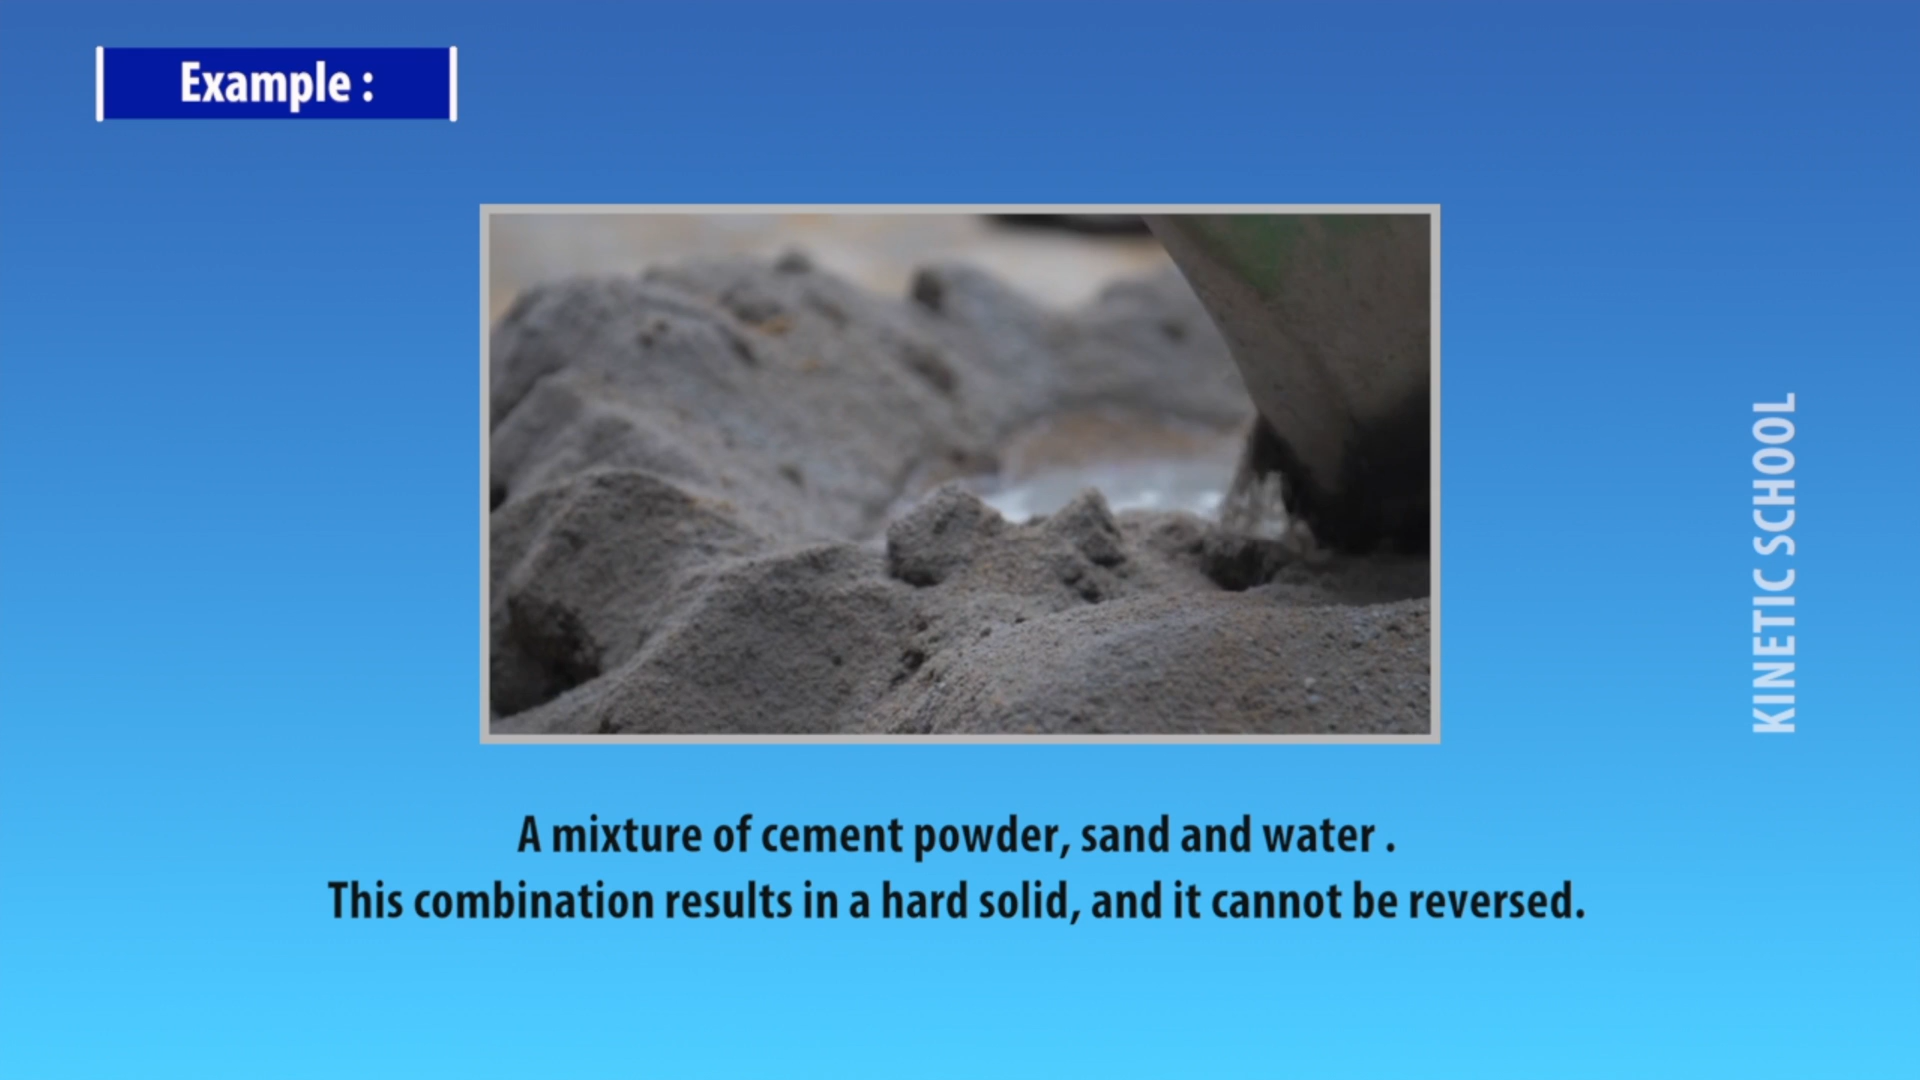 Example :
A mixture of cement powder, sand and water .
This combination results in a hard solid, and it cannot be reversed.
KINETIC SCHOOL